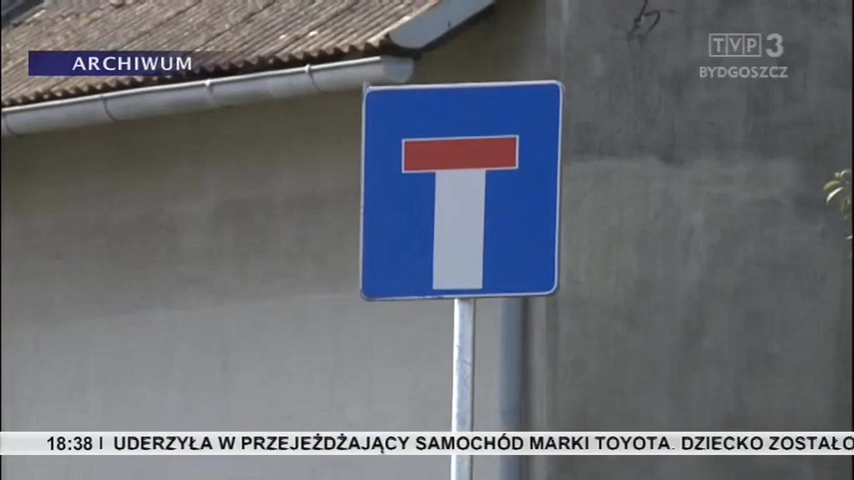 ARCHIWUM
TVP3
BYDGOSZCZ
18:38 | UDERZYŁA W PRZEJEŻDŻAJĄCY SAMOCHÓD MARKI TOYOTA. DZIECKO ZOSTAŁO